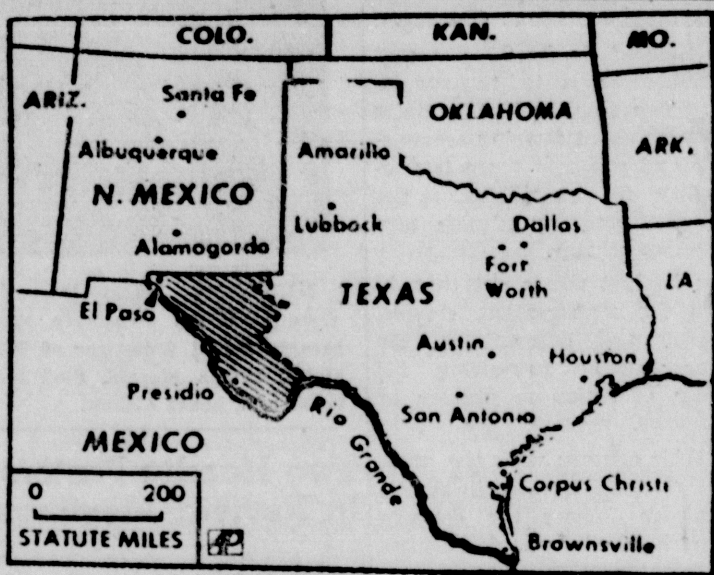 COLO.
KAN.
MO.
ARIZ.
Santa Fe
OKLAHOMA
Albuquerque
Amarillo
ARK.
N. MEXICO
Lubbock
Dallas
Alamogordo
Fort
Worth
LA
El Paso
TEXAS
Austin
Houston
Presidio
San Antonio
Rio Grande
MEXICO
Corpus Christi
0 200
STATUTE MILES
AP
Brownsville